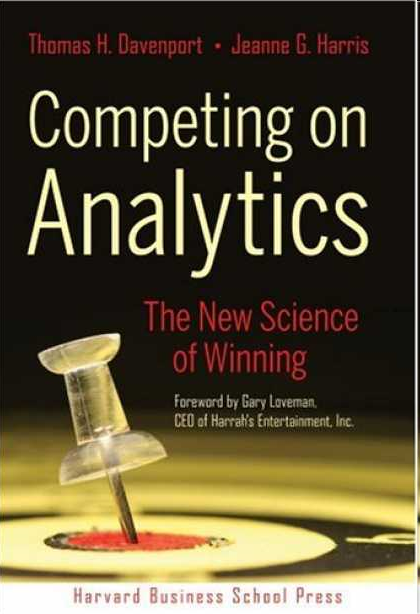 Thomas H. Davenport • Jeanne G. Harris
Competing on
Analytics
The New Science
of Winning
Foreword by Gary Loveman,
CEO of Harrah's Entertainment, Inc.
Harvard Business School Press